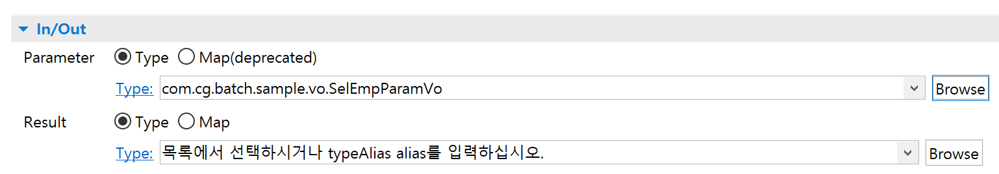 In/Out
Parameter Type Map(deprecated)
Type: com.cg.batch.sample.vo.SelEmpParamVo Browse
Result Type Map
Type: 목록에서 선택하시거나 typeAlias alias를 입력하십시오. Browse